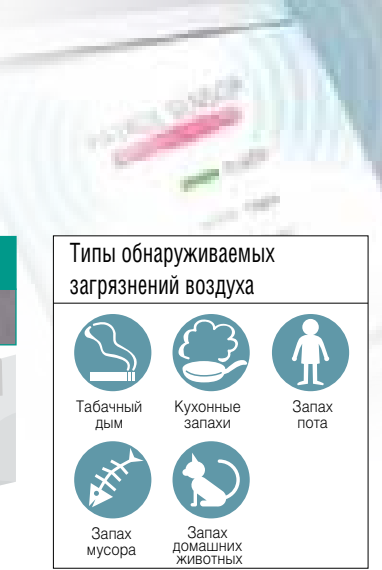 Типы обнаруживаемых
загрязнений воздуха
Табачный
дым
Кухонные
запахи
Запах
пота
Запах
мусора
Запах
домашних
животных